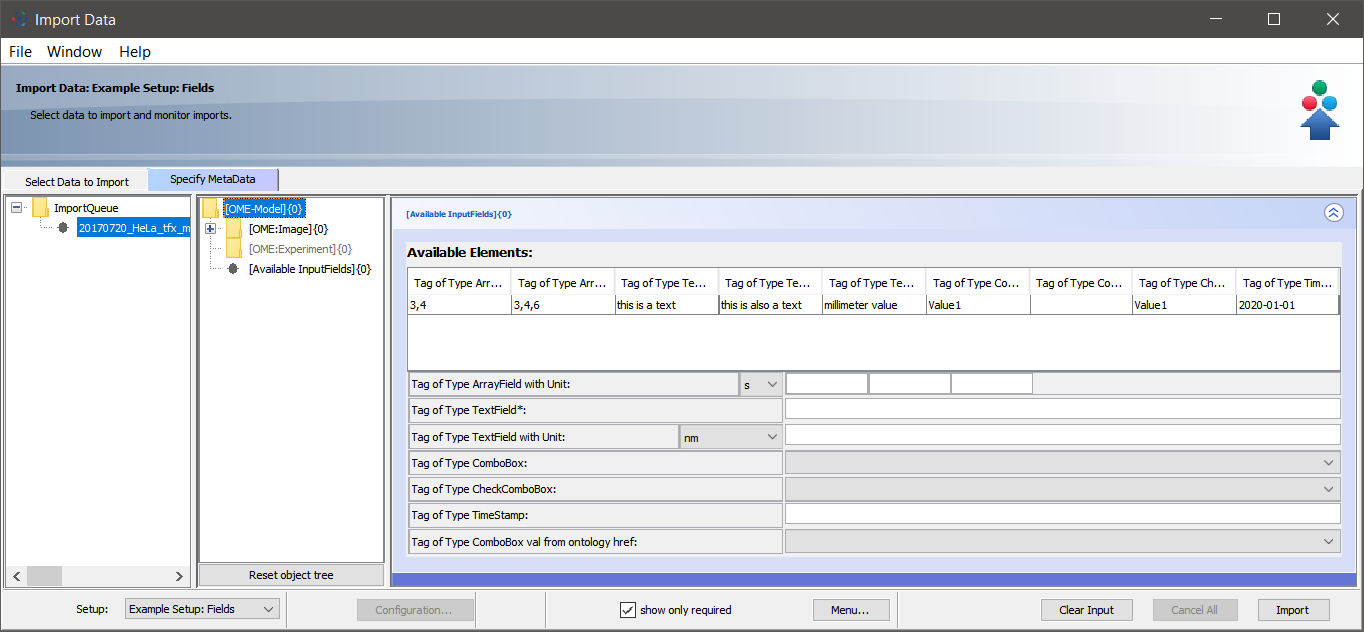 Import Data
File Window Help
Import Data: Example Setup: Fields
Select data to import and monitor imports.
Select Data to Import Specify MetaData
ImportQueue
20170720_HeLa_tfx_m
[OME-Model]{0}
[OME:Image]{0}
[OME:Experiment]{0}
[Available InputFields]{0}
Reset object tree
[Available InputFields]{0}
Available Elements:
Tag of Type Arr... Tag of Type Arr... Tag of Type Te... Tag of Type Te... Tag of Type Te... Tag of Type Co... Tag of Type Co... Tag of Type Ch... Tag of Type Tim...
3,4 3,4,6 this is a text this is also a text millimeter value Value1 Value1 2020-01-01
Tag of Type ArrayField with Unit: s
Tag of Type TextField*:
Tag of Type TextField with Unit: nm
Tag of Type ComboBox:
Tag of Type CheckComboBox:
Tag of Type TimeStamp:
Tag of Type ComboBox val from ontology href:
Setup: Example Setup: Fields Configuration... show only required Menu... Clear Input Cancel All Import